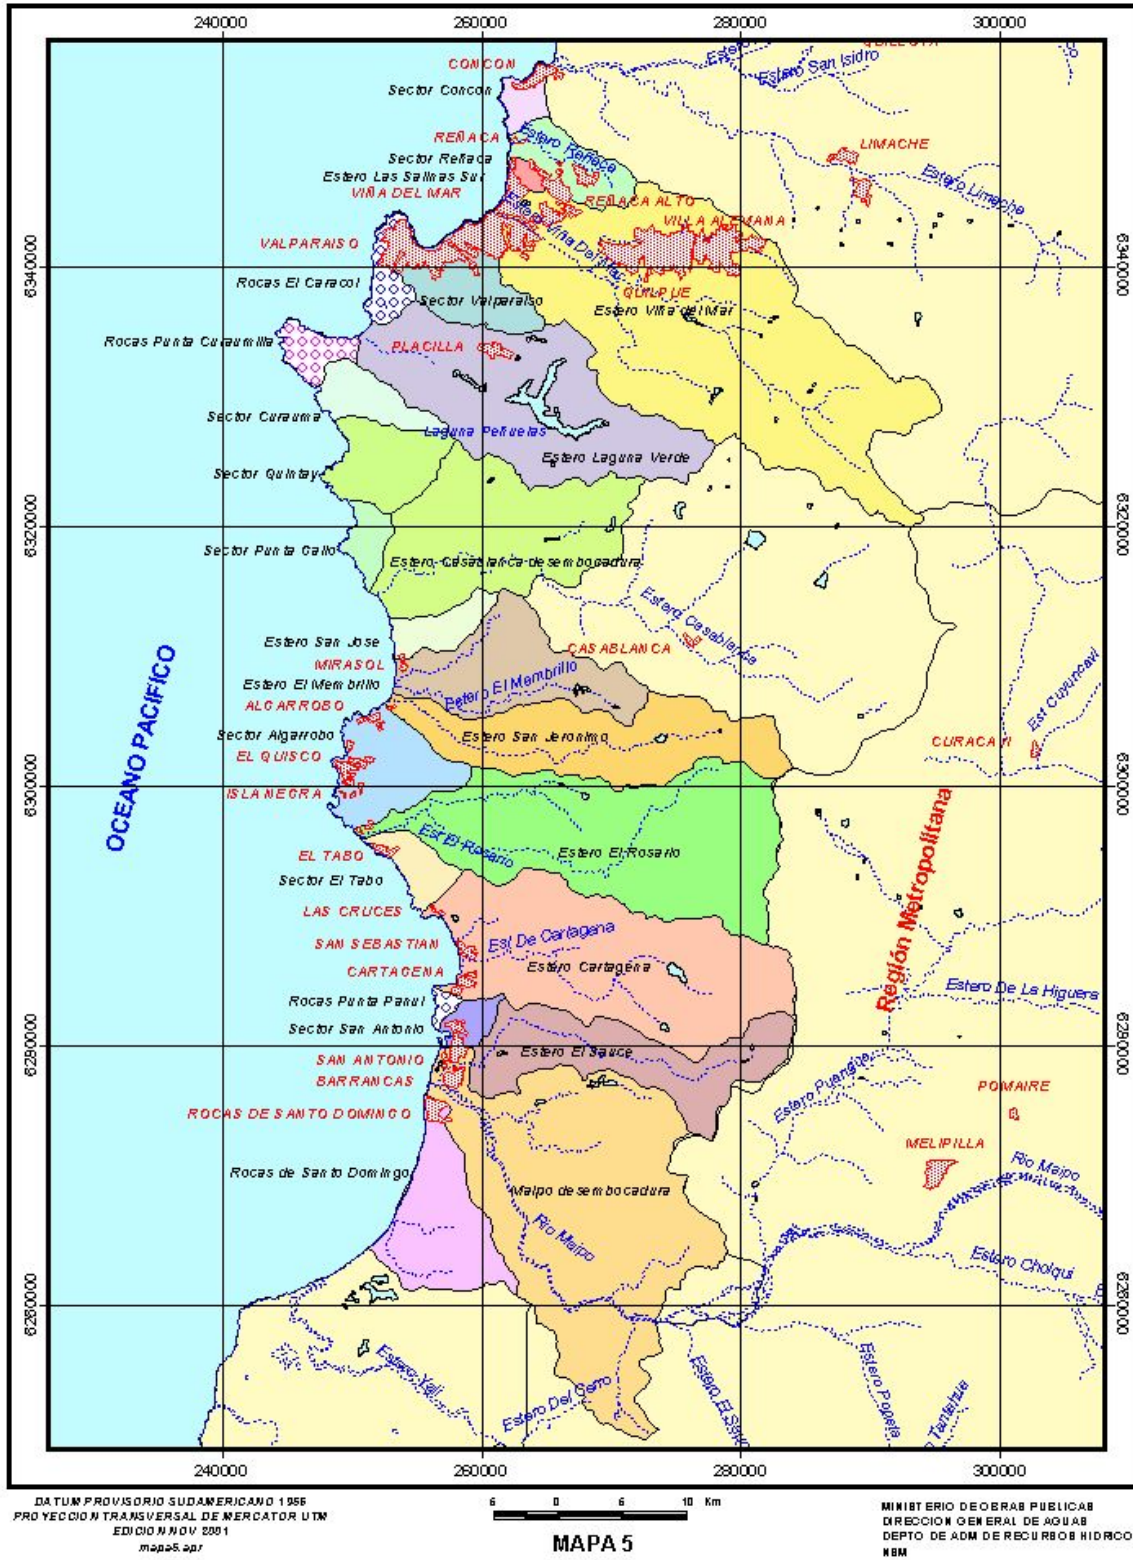 240000 260000 280000 300000
QUILLOTA
CONCON
Estero San Isidro
Sector Concon
REÑACA
Estero Reñaca
LIMACHE
Sector Reñaca
Estero Las Salinas Sur
Estero Limache
VIÑA DEL MAR
REÑACA ALTO
VILLA ALEMANA
Estero Viña Del Mar
VALPARAISO
6340000 6340000
Rocas El Caracol
Sector Valparaiso
QUILPUE
Estero Viña del Mar
Rocas Punta Curaumilla
PLACILLA
Sector Curauma
Laguna Peñuelas
Estero Laguna Verde
Sector Quintay
6320000 6320000
Sector Punta Gallo
Estero Casablanca desembocadura
Estero Casablanca
Estero San Jose
CASABLANCA
MIRASOL
Estero El Membrillo
Estero El Membrillo
Est Cuyuncavi
ALGARROBO
Sector Algarrobo
Estero San Jeronimo
CURACAVI
EL QUISCO
OCEANO PACIFICO
6300000 6300000
ISLA NEGRA
Est El Rosario
Estero El Rosario
EL TABO
Sector El Tabo
Región Metropolitana
LAS CRUCES
Est De Cartagena
SAN SEBASTIAN
CARTAGENA
Estero Cartagena
Estero De La Higuera
Rocas Punta Panul
Sector San Antonio
6280000
Estero El Sauce
SAN ANTONIO
BARRANCAS
Estero Puangue
POMAIRE
ROCAS DE SANTO DOMINGO
MELIPILLA
Rio Maipo
Rocas de Santo Domingo
Maipo desembocadura
Rio Maipo
Estero Cholqui
6260000 6260000
Estero Yali
Estero Del Cerro
Estero Popeta
240000 260000 280000 300000
DATUM PROVISORIO SUDAMERICANO 1956
PROYECCION TRANSVERSAL DE MERCATOR UTM
EDICION NOV 2001
mapa5.apr
6 0 6 10 Km
MAPA 5
MINISTERIO DE OBRAS PUBLICAS
DIRECCION GENERAL DE AGUAS
DEPTO DE ADM DE RECURSOS HIDRICO